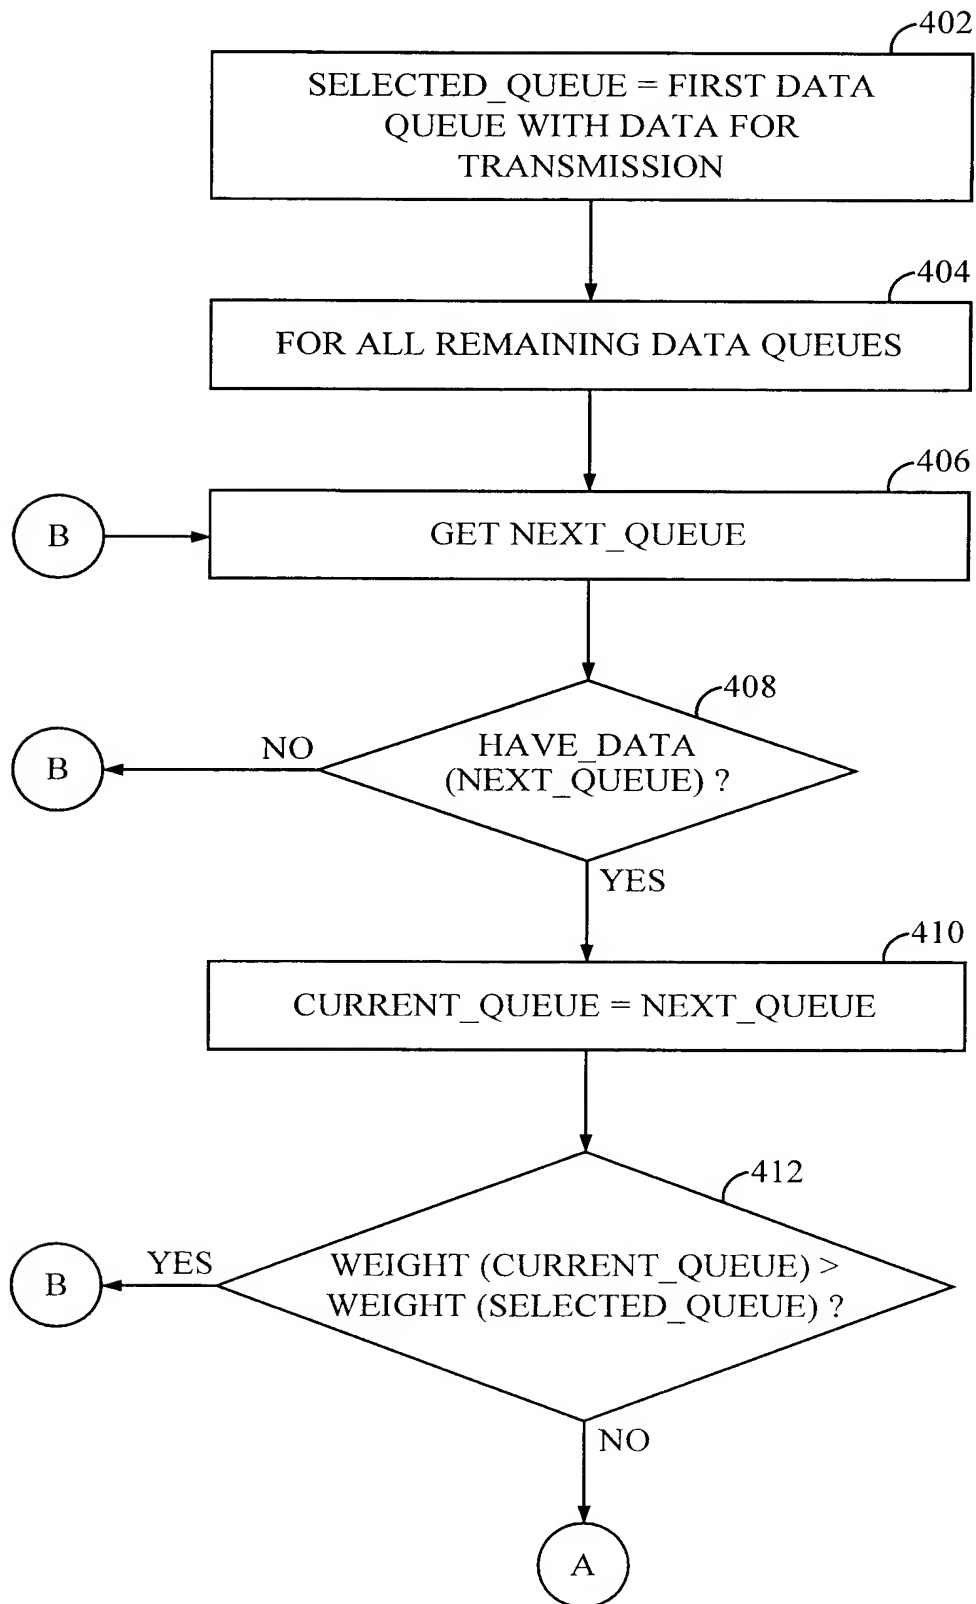 402
SELECTED_QUEUE = FIRST DATA
QUEUE WITH DATA FOR
TRANSMISSION
404
FOR ALL REMAINING DATA QUEUES
406
B
GET NEXT_QUEUE
408
B
NO
HAVE_DATA
(NEXT_QUEUE) ?
YES
410
CURRENT_QUEUE = NEXT_QUEUE
412
B
YES
WEIGHT (CURRENT_QUEUE) >
WEIGHT (SELECTED_QUEUE) ?
NO
A